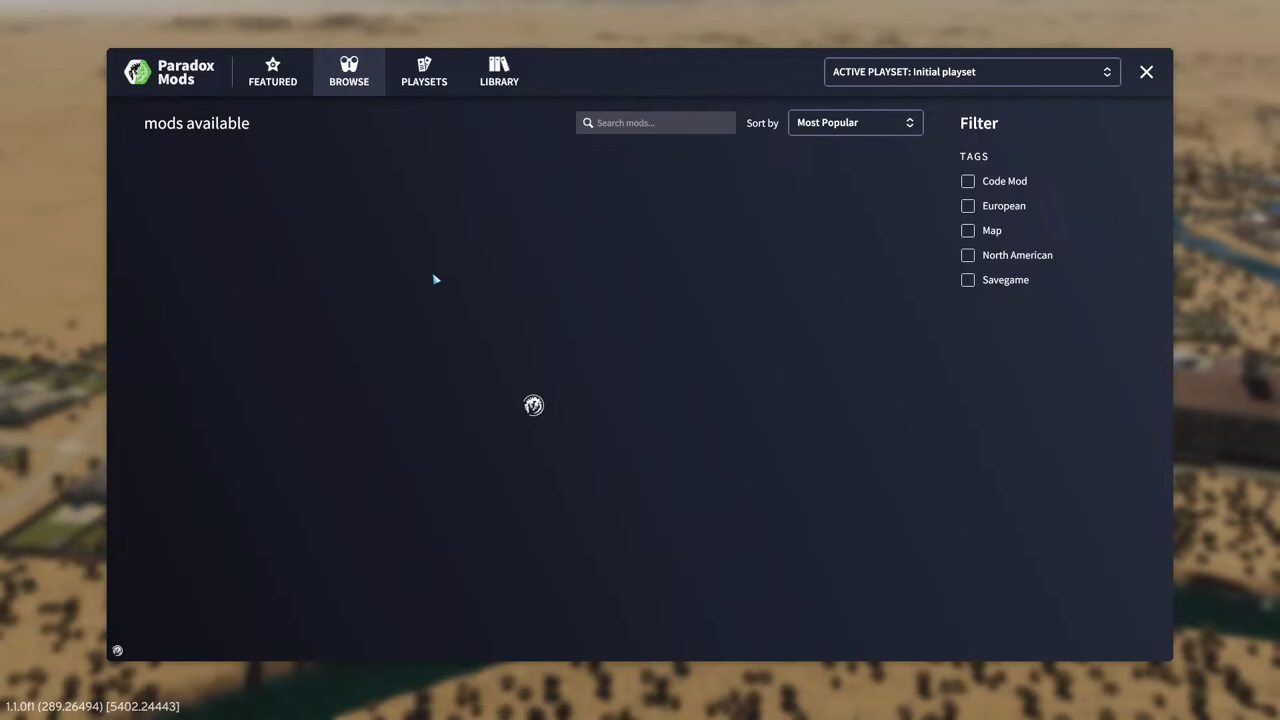 Paradox
Mods
FEATURED
BROWSE
PLAYSETS
LIBRARY
ACTIVE PLAYSET: Initial playset
mods available
Search mods...
Sort by
Most Popular
Filter
TAGS
Code Mod
European
Map
North American
Savegame
1.1.0f1 (289.26494) [5402.24443]